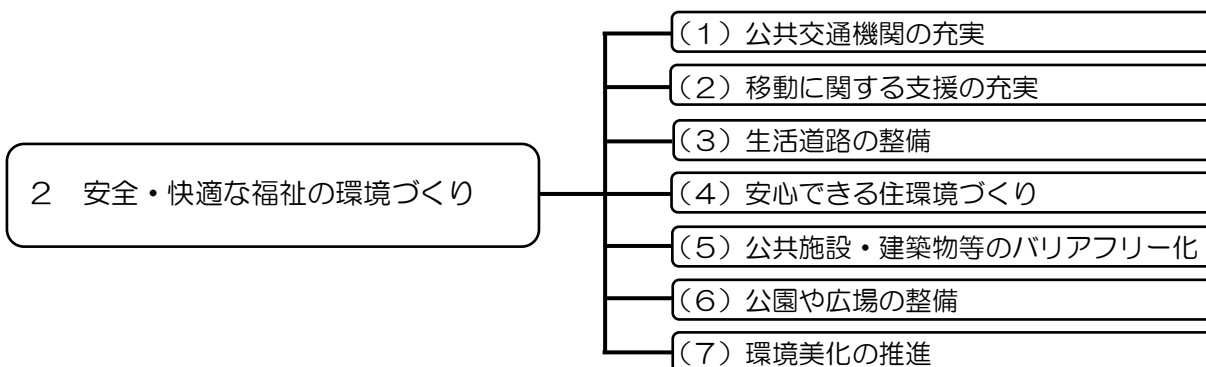 2　安全・快適な福祉の環境づくり
(1)公共交通機関の充実
(2)移動に関する支援の充実
(3)生活道路の整備
(4)安心できる住環境づくり
(5)公共施設・建築物等のバリアフリー化
(6)公園や広場の整備
(7)環境美化の推進